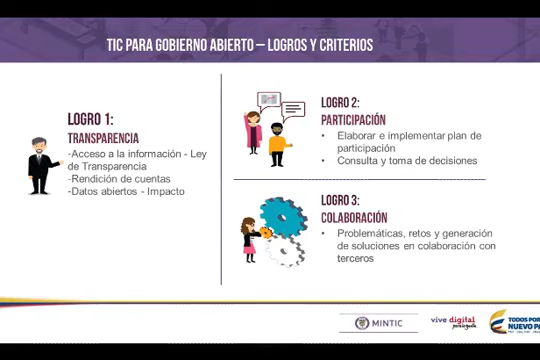 TIC PARA GOBIERNO ABIERTO – LOGROS Y CRITERIOS
LOGRO 1:
TRANSPARENCIA
-Acceso a la información - Ley
de Transparencia
-Rendición de cuentas
-Datos abiertos - Impacto
LOGRO 2:
PARTICIPACIÓN
• Elaborar e implementar plan de
participación
• Consulta y toma de decisiones
LOGRO 3:
COLABORACIÓN
• Problemáticas, retos y generación
de soluciones en colaboración con
terceros
MINTIC
vive digital
TODOS POR
NUEVO PA